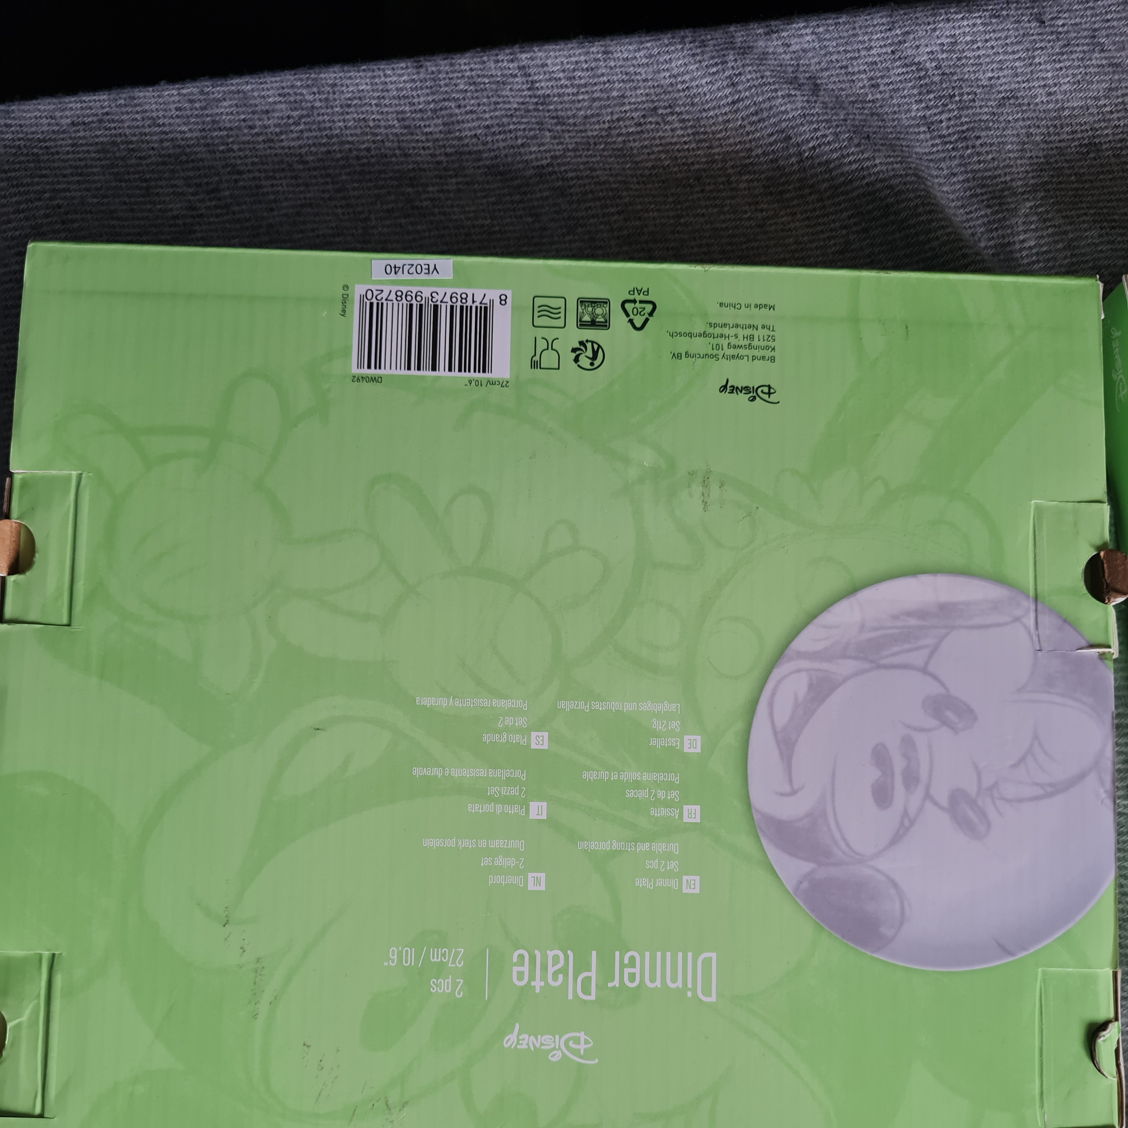 Disney
Dinner Plate
2 pcs
27cm / 10.6"
EN
Dinner Plate
Set 2 pcs
Durable and strong porcelain
FR
Assiette
Set de 2 pièces
Porcelaine solide et durable
DE
Essteller
Set 2tlg.
Langlebiges und robustes Porzellan
NL
Dinerbord
2-delige set
Duurzaam en sterk porselein
IT
Piatto di portata
2 pezzi Set
Porcellana resistente e durevole
ES
Plato grande
Set de 2
Porcelana resistente y duradera
Disney
Brand Loyalty Sourcing BV,
Koningsweg 101,
5211 BH 's-Hertogenbosch,
The Netherlands.
Made in China.
20
PAP
27cm/ 10.6"
DW0492
8 718973 998720
© Disney
YE02J40